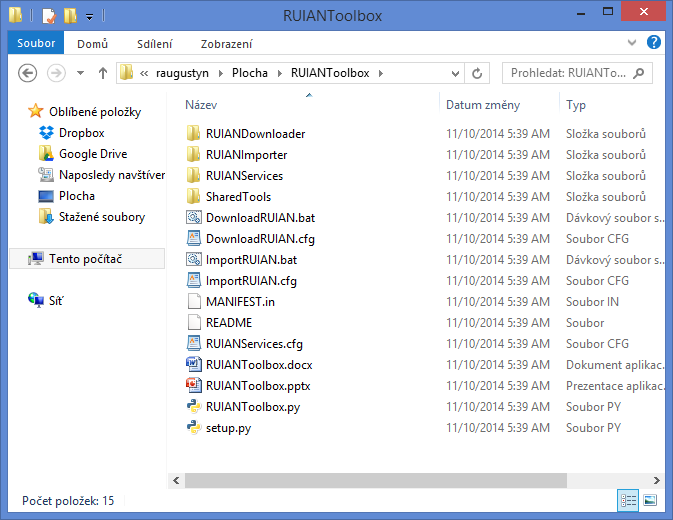 RUIANToolbox
Soubor Domů Sdílení Zobrazení
raugustyn Plocha RUIANToolbox Prohledat: RUIANTo...
Název Datum změny Typ
Oblíbené položky
Dropbox
Google Drive
Naposledy navštíver
Plocha
Stažené soubory
Tento počítač
Síť
RUIANDownloader 11/10/2014 5:39 AM Složka souborů
RUIANImporter 11/10/2014 5:39 AM Složka souborů
RUIANServices 11/10/2014 5:39 AM Složka souborů
SharedTools 11/10/2014 5:39 AM Složka souborů
DownloadRUIAN.bat 11/10/2014 5:39 AM Dávkový soubor s...
DownloadRUIAN.cfg 11/10/2014 5:39 AM Soubor CFG
ImportRUIAN.bat 11/10/2014 5:39 AM Dávkový soubor s...
ImportRUIAN.cfg 11/10/2014 5:39 AM Soubor CFG
MANIFEST.in 11/10/2014 5:39 AM Soubor IN
README 11/10/2014 5:39 AM Soubor
RUIANServices.cfg 11/10/2014 5:39 AM Soubor CFG
RUIANToolbox.docx 11/10/2014 5:39 AM Dokument aplikac...
RUIANToolbox.pptx 11/10/2014 5:39 AM Prezentace aplikac...
RUIANToolbox.py 11/10/2014 5:39 AM Soubor PY
setup.py 11/10/2014 5:39 AM Soubor PY
Počet položek: 15